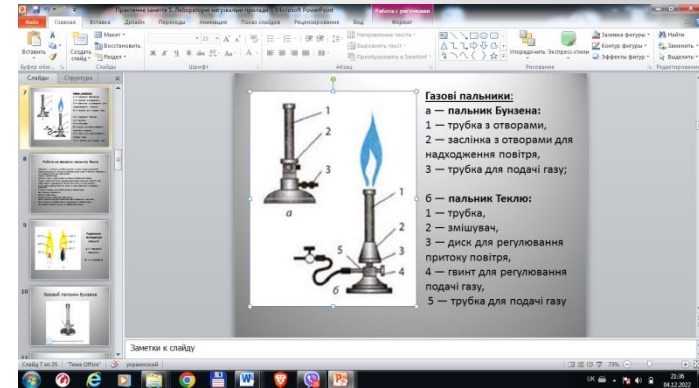 Практичне заняття 5. Лабораторні нагрівальні прилади - Microsoft PowerPoint
Работа с рисунками
Файл
Главная
Вставка
Дизайн
Переходы
Анимация
Показ слайдов
Рецензирование
Вид
Формат
Вставить
Создать слайд
Макет
Восстановить
Раздел
Ж К Ч S abc
Направление текста
Выровнять текст
Преобразовать в SmartArt
Упорядочить
Экспресс-стили
Заливка фигуры
Контур фигуры
Эффекты фигур
Найти
Заменить
Выделить
Буфер обм...
Слайды
Шрифт
Абзац
Рисование
Редактирование
Слайды
Структура
7
8
9
10
11
Газовий пальник Бунзена
1
2
3
а
1
2
3
4
5
б
Газові пальники:
а — пальник Бунзена:
1 — трубка з отворами,
2 — заслінка з отворами для
надходження повітря,
3 — трубка для подачі газу;
б — пальник Теклю:
1 — трубка,
2 — змішувач,
3 — диск для регулювання
притоку повітря,
4 — гвинт для регулювання
подачі газу,
5 — трубка для подачі газу
Заметки к слайду
Слайд 7 из 35
"Тема Office"
украинский
73%
UK
21:36